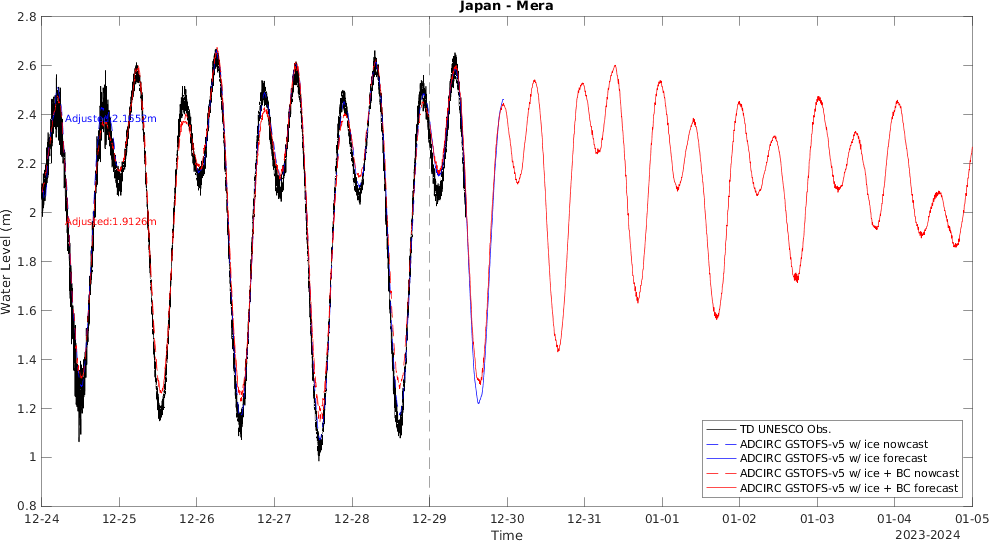 Japan - Mera
2.8
2.6
2.4
2.2
2
1.8
1.6
1.4
1.2
1
0.8
Water Level (m)
Adjusted:2.1652m
Adjusted:1.9126m
TD UNESCO Obs.
ADCIRC GSTOFS-v5 w/ ice nowcast
ADCIRC GSTOFS-v5 w/ ice forecast
ADCIRC GSTOFS-v5 w/ ice + BC nowcast
ADCIRC GSTOFS-v5 w/ ice + BC forecast
12-24 12-25 12-26 12-27 12-28 12-29 12-30 12-31 01-01 01-02 01-03 01-04 01-05
Time
2023-2024